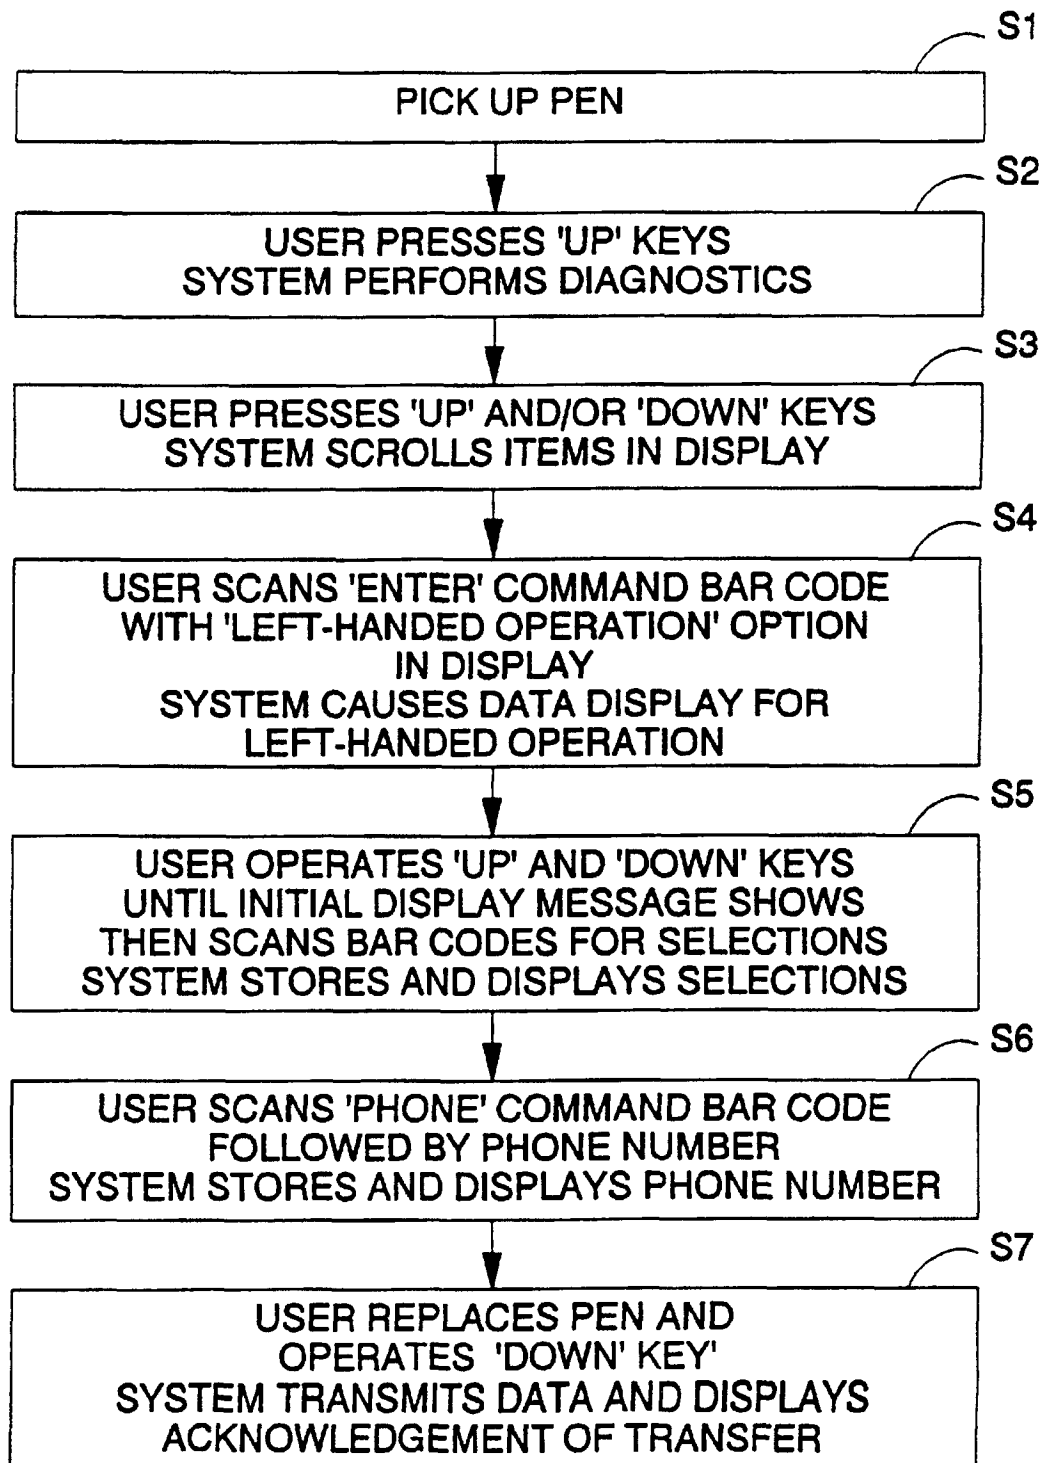 S1
PICK UP PEN
S2
USER PRESSES 'UP' KEYS
SYSTEM PERFORMS DIAGNOSTICS
S3
USER PRESSES 'UP' AND/OR 'DOWN' KEYS
SYSTEM SCROLLS ITEMS IN DISPLAY
S4
USER SCANS 'ENTER' COMMAND BAR CODE
WITH 'LEFT-HANDED OPERATION' OPTION
IN DISPLAY
SYSTEM CAUSES DATA DISPLAY FOR
LEFT-HANDED OPERATION
S5
USER OPERATES 'UP' AND 'DOWN' KEYS
UNTIL INITIAL DISPLAY MESSAGE SHOWS
THEN SCANS BAR CODES FOR SELECTIONS
SYSTEM STORES AND DISPLAYS SELECTIONS
S6
USER SCANS 'PHONE' COMMAND BAR CODE
FOLLOWED BY PHONE NUMBER
SYSTEM STORES AND DISPLAYS PHONE NUMBER
S7
USER REPLACES PEN AND
OPERATES 'DOWN' KEY'
SYSTEM TRANSMITS DATA AND DISPLAYS
ACKNOWLEDGEMENT OF TRANSFER